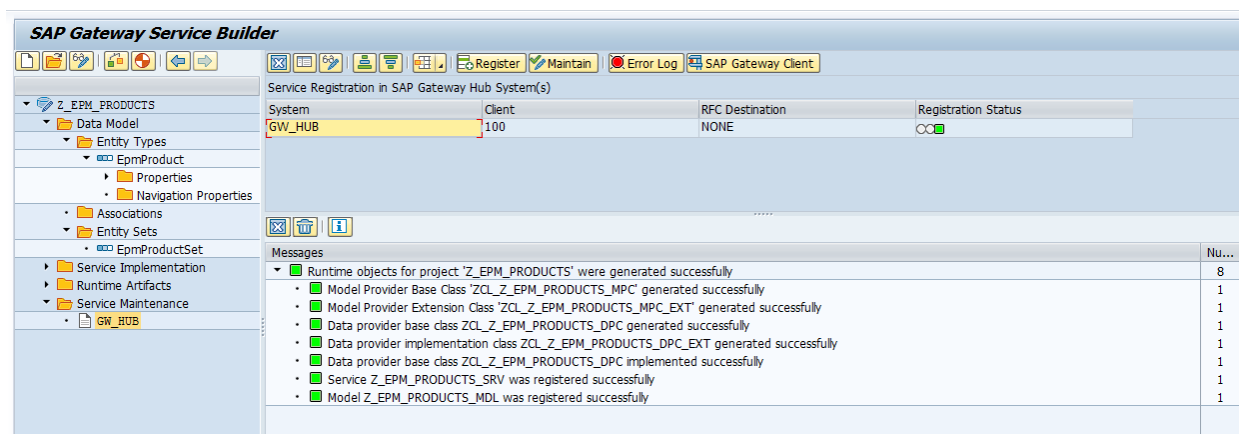 SAP Gateway Service Builder
Register Maintain Error Log SAP Gateway Client
Service Registration in SAP Gateway Hub System(s)
System Client RFC Destination Registration Status
GW_HUB 100 NONE
Z_EPM_PRODUCTS
Data Model
Entity Types
EpmProduct
Properties
Navigation Properties
Associations
Entity Sets
EpmProductSet
Service Implementation
Runtime Artifacts
Service Maintenance
GW_HUB
Messages Nu...
Runtime objects for project 'Z_EPM_PRODUCTS' were generated successfully 8
Model Provider Base Class 'ZCL_Z_EPM_PRODUCTS_MPC' generated successfully 1
Model Provider Extension Class 'ZCL_Z_EPM_PRODUCTS_MPC_EXT' generated successfully 1
Data provider base class ZCL_Z_EPM_PRODUCTS_DPC generated successfully 1
Data provider implementation class ZCL_Z_EPM_PRODUCTS_DPC_EXT generated successfully 1
Data provider base class ZCL_Z_EPM_PRODUCTS_DPC implemented successfully 1
Service Z_EPM_PRODUCTS_SRV was registered successfully 1
Model Z_EPM_PRODUCTS_MDL was registered successfully 1